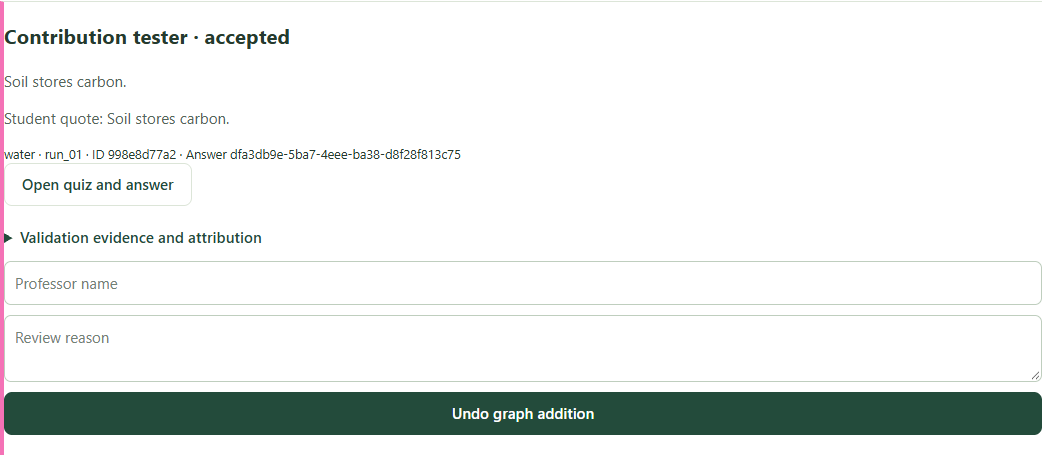 Contribution tester · accepted
Soil stores carbon.
Student quote: Soil stores carbon.
water · run_01 · ID 998e8d77a2 · Answer dfa3db9e-5ba7-4eee-ba38-d8f28f813c75
Open quiz and answer
Validation evidence and attribution
Professor name
Review reason
Undo graph addition